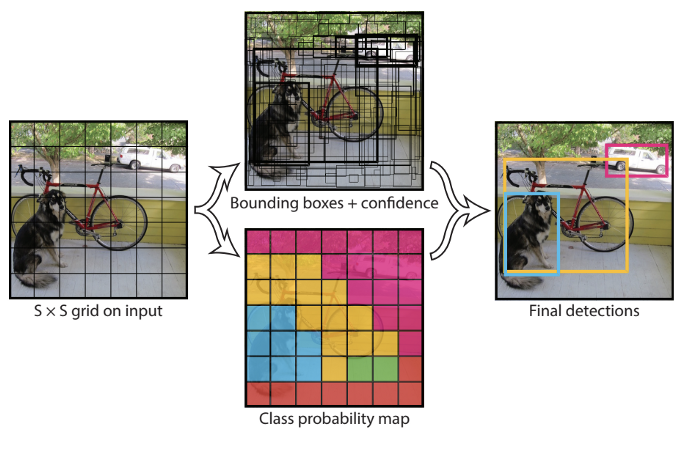 Bounding boxes + confidence
S × S grid on input
Final detections
Class probability map